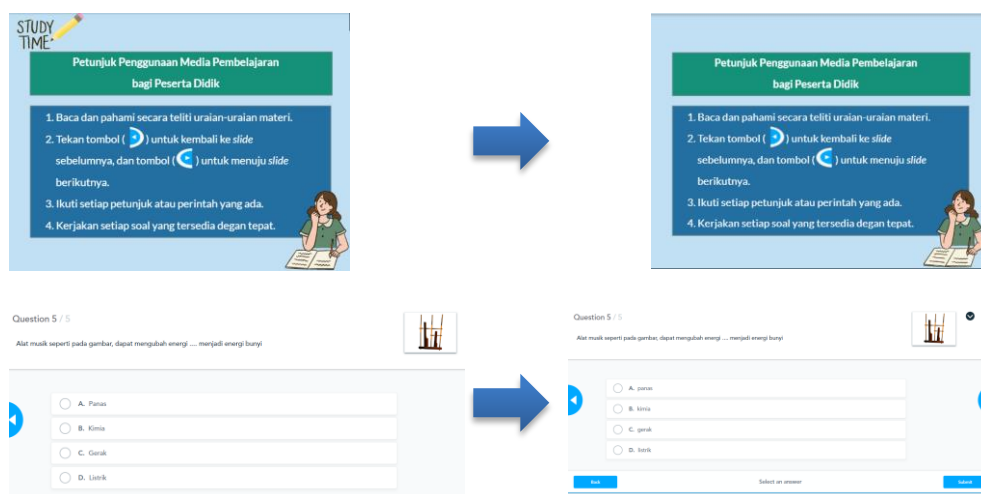 STUDY
TIME
Petunjuk Penggunaan Media Pembelajaran
bagi Peserta Didik
1. Baca dan pahami secara teliti uraian-uraian materi.
2. Tekan tombol ( ) untuk kembali ke slide
sebelumnya, dan tombol ( ) untuk menuju slide
berikutnya.
3. Ikuti setiap petunjuk atau perintah yang ada.
4. Kerjakan setiap soal yang tersedia degan tepat.
Petunjuk Penggunaan Media Pembelajaran
bagi Peserta Didik
1. Baca dan pahami secara teliti uraian-uraian materi.
2. Tekan tombol ( ) untuk kembali ke slide
sebelumnya, dan tombol ( ) untuk menuju slide
berikutnya.
3. Ikuti setiap petunjuk atau perintah yang ada.
4. Kerjakan setiap soal yang tersedia degan tepat.
Question 5 / 5
Alat musik seperti pada gambar, dapat mengubah energi .... menjadi energi bunyi
A. Panas
B. Kimia
C. Gerak
D. Listrik
Question 5 / 5
Alat musik seperti pada gambar, dapat mengubah energi .... menjadi energi bunyi
A. panas
B. kimia
C. gerak
D. listrik
Back
Select an answer
Submit